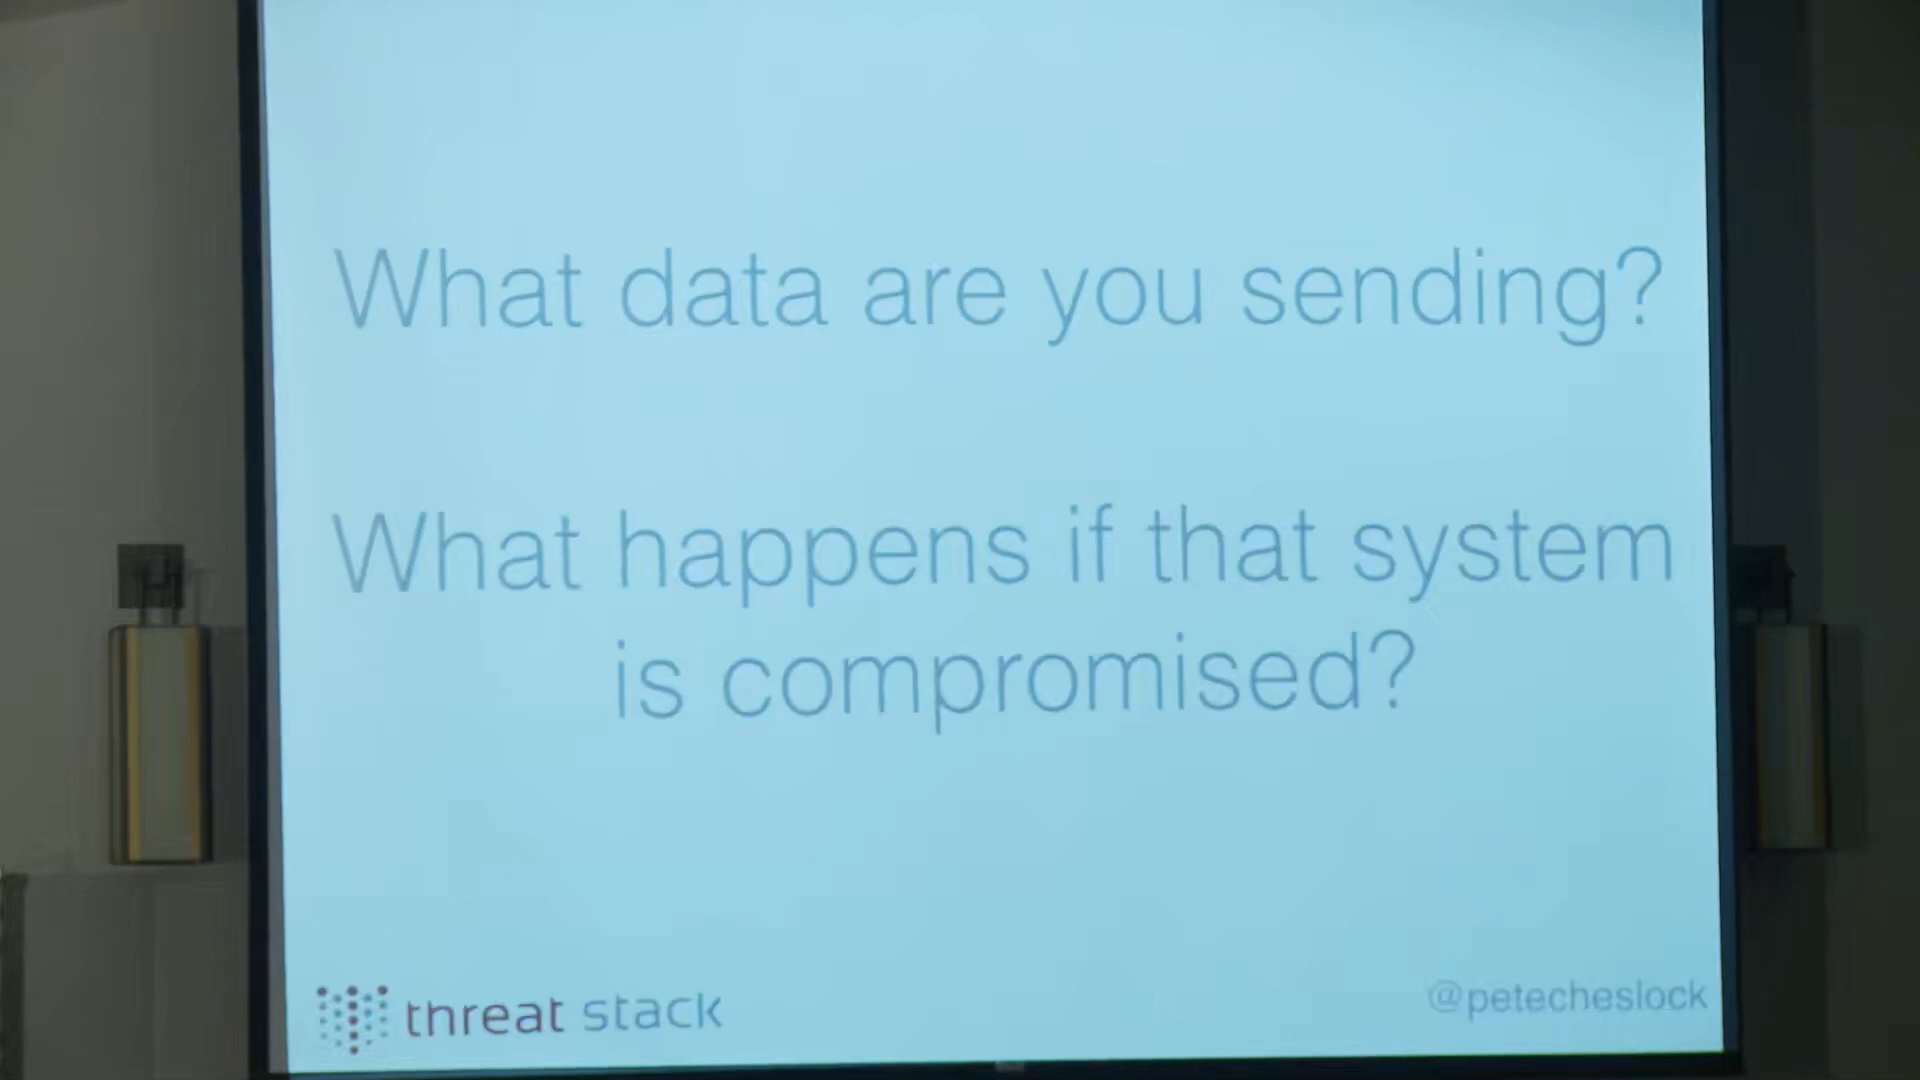 What data are you sending?
What happens if that system
is compromised?
threat stack
@petecheslock